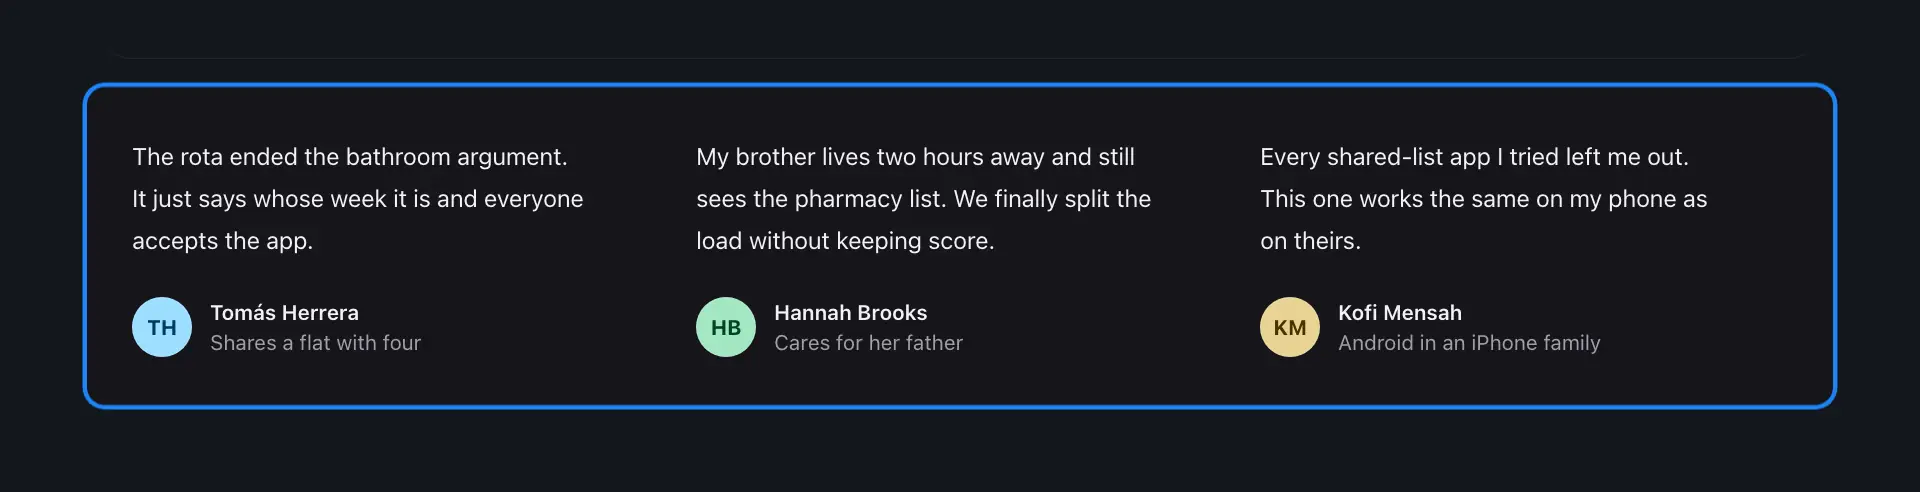 The rota ended the bathroom argument.
It just says whose week it is and everyone
accepts the app.
TH
Tomás Herrera
Shares a flat with four
My brother lives two hours away and still
sees the pharmacy list. We finally split the
load without keeping score.
HB
Hannah Brooks
Cares for her father
Every shared-list app I tried left me out.
This one works the same on my phone as
on theirs.
KM
Kofi Mensah
Android in an iPhone family